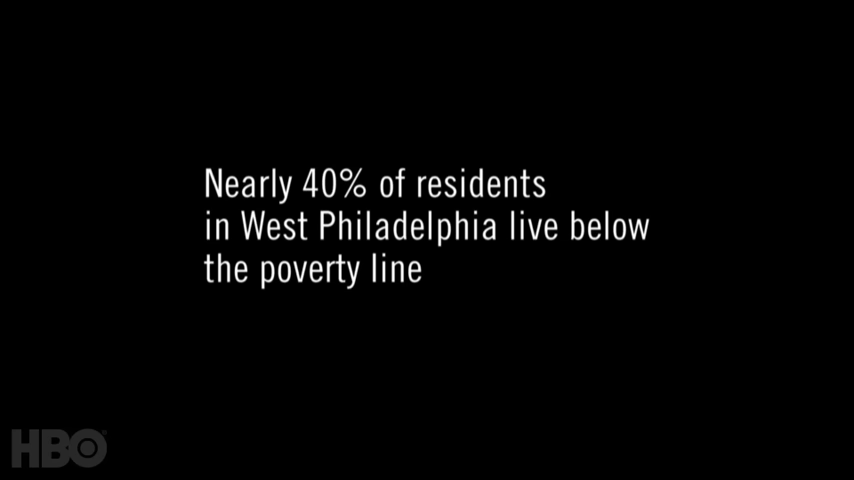 Nearly 40% of residents
in West Philadelphia live below
the poverty line
HBO